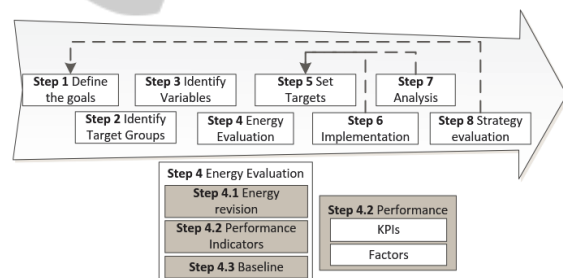 Step 1 Define
the goals
Step 3 Identify
Variables
Step 5 Set
Targets
Step 7
Analysis
Step 2 Identify
Target Groups
Step 4 Energy
Evaluation
Step 6
Implementation
Step 8 Strategy
evaluation
Step 4 Energy Evaluation
Step 4.1 Energy
revision
Step 4.2 Performance
Indicators
Step 4.3 Baseline
Step 4.2 Performance
KPIs
Factors